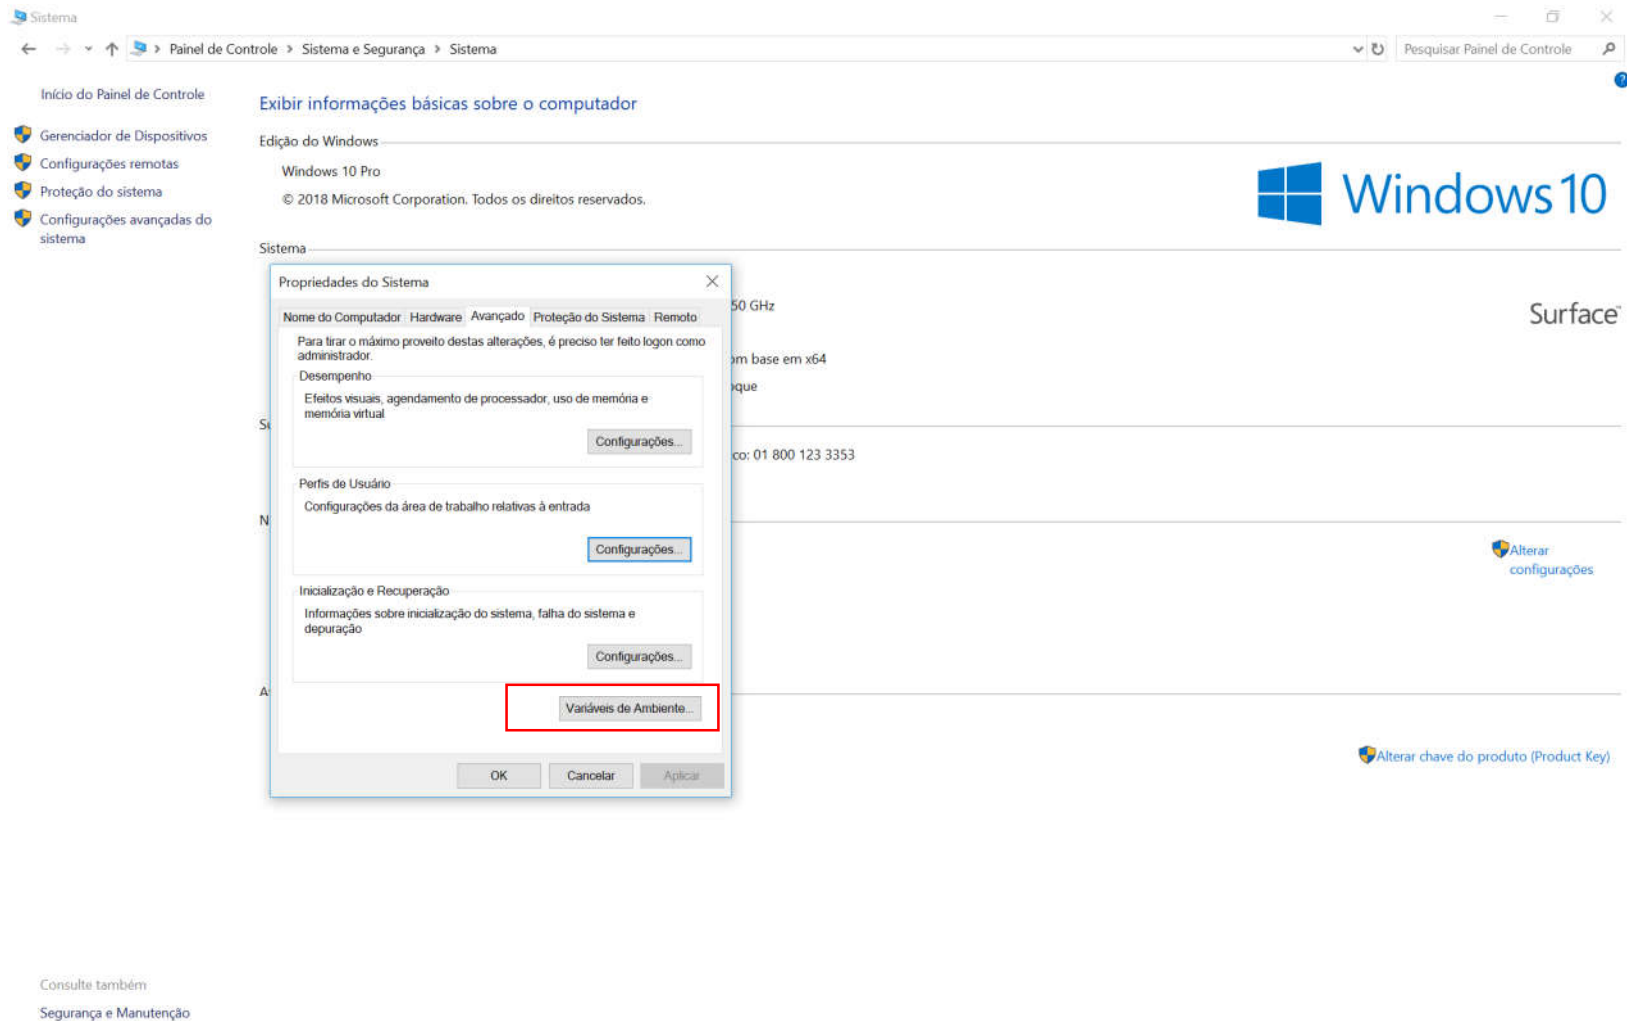 Sistema
Painel de Controle > Sistema e Segurança > Sistema
Pesquisar Painel de Controle
Início do Painel de Controle
Gerenciador de Dispositivos
Configurações remotas
Proteção do sistema
Configurações avançadas do
sistema
Exibir informações básicas sobre o computador
Edição do Windows
Windows 10 Pro
© 2018 Microsoft Corporation. Todos os direitos reservados.
Windows 10
Sistema
50 GHz
Surface™
om base em x64
oque
Su
co: 01 800 123 3353
N
Alterar
configurações
A
Alterar chave do produto (Product Key)
Propriedades do Sistema
Nome do Computador Hardware Avançado Proteção do Sistema Remoto
Para tirar o máximo proveito destas alterações, é preciso ter feito logon como
administrador.
Desempenho
Efeitos visuais, agendamento de processador, uso de memória e
memória virtual
Configurações...
Perfis de Usuário
Configurações da área de trabalho relativas à entrada
Configurações...
Inicialização e Recuperação
Informações sobre inicialização do sistema, falha do sistema e
depuração
Configurações...
Variáveis de Ambiente...
OK Cancelar Aplicar
Consulte também
Segurança e Manutenção